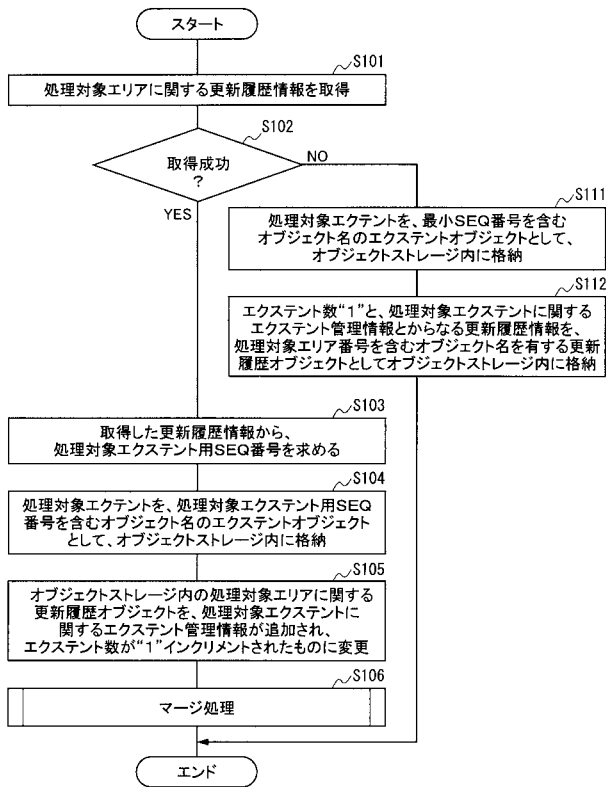 スタート
S101
処理対象エリアに関する更新履歴情報を取得
S102
取得成功
?
NO
YES
S111
処理対象エクテントを、最小SEQ番号を含む
オブジェクト名のエクステントオブジェクトとして、
オブジェクトストレージ内に格納
S112
エクステント数“1”と、処理対象エクステントに関する
エクステント管理情報とからなる更新履歴情報を、
処理対象エリア番号を含むオブジェクト名を有する更新
履歴オブジェクトとしてオブジェクトストレージ内に格納
S103
取得した更新履歴情報から、
処理対象エクステント用SEQ番号を求める
S104
処理対象エクテントを、処理対象エクステント用SEQ
番号を含むオブジェクト名のエクステントオブジェクト
として、オブジェクトストレージ内に格納
S105
オブジェクトストレージ内の処理対象エリアに関する
更新履歴オブジェクトを、処理対象エクステントに
関するエクステント管理情報が追加され、
エクステント数が“1”インクリメントされたものに変更
S106
マージ処理
エンド